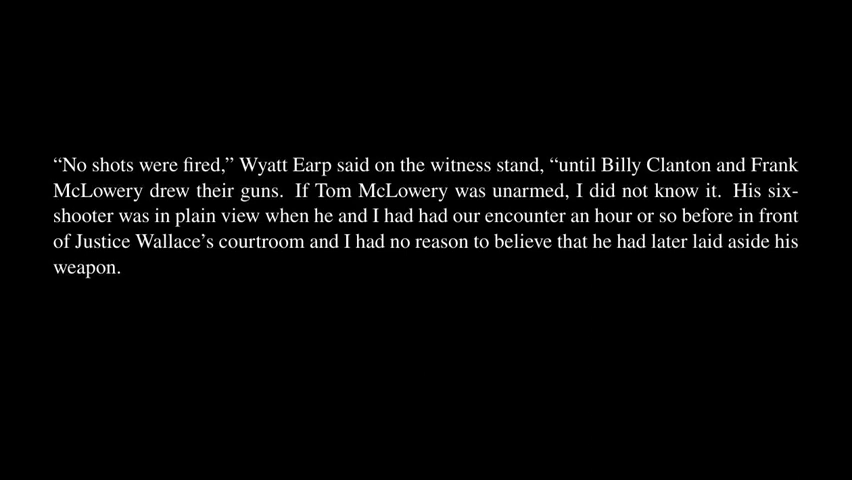 “No shots were fired,” Wyatt Earp said on the witness stand, “until Billy Clanton and Frank
McLowery drew their guns. If Tom McLowery was unarmed, I did not know it. His six-
shooter was in plain view when he and I had had our encounter an hour or so before in front
of Justice Wallace’s courtroom and I had no reason to believe that he had later laid aside his
weapon.